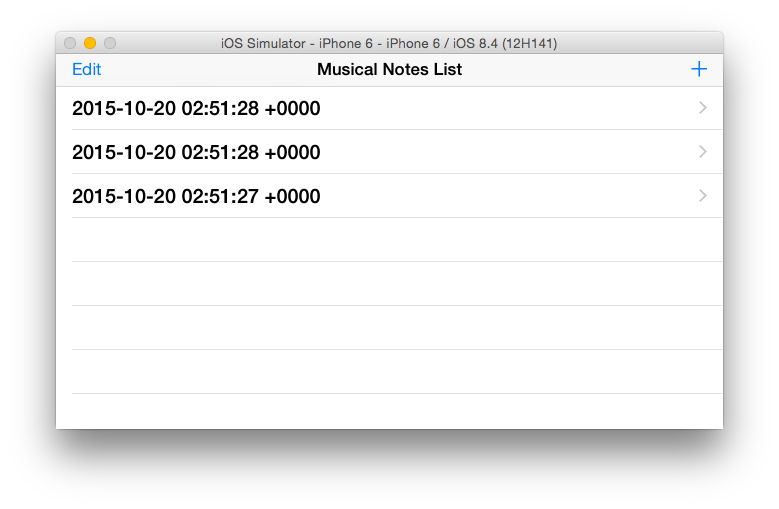 iOS Simulator - iPhone 6 - iPhone 6 / iOS 8.4 (12H141)
Edit Musical Notes List +
2015-10-20 02:51:28 +0000
2015-10-20 02:51:28 +0000
2015-10-20 02:51:27 +0000